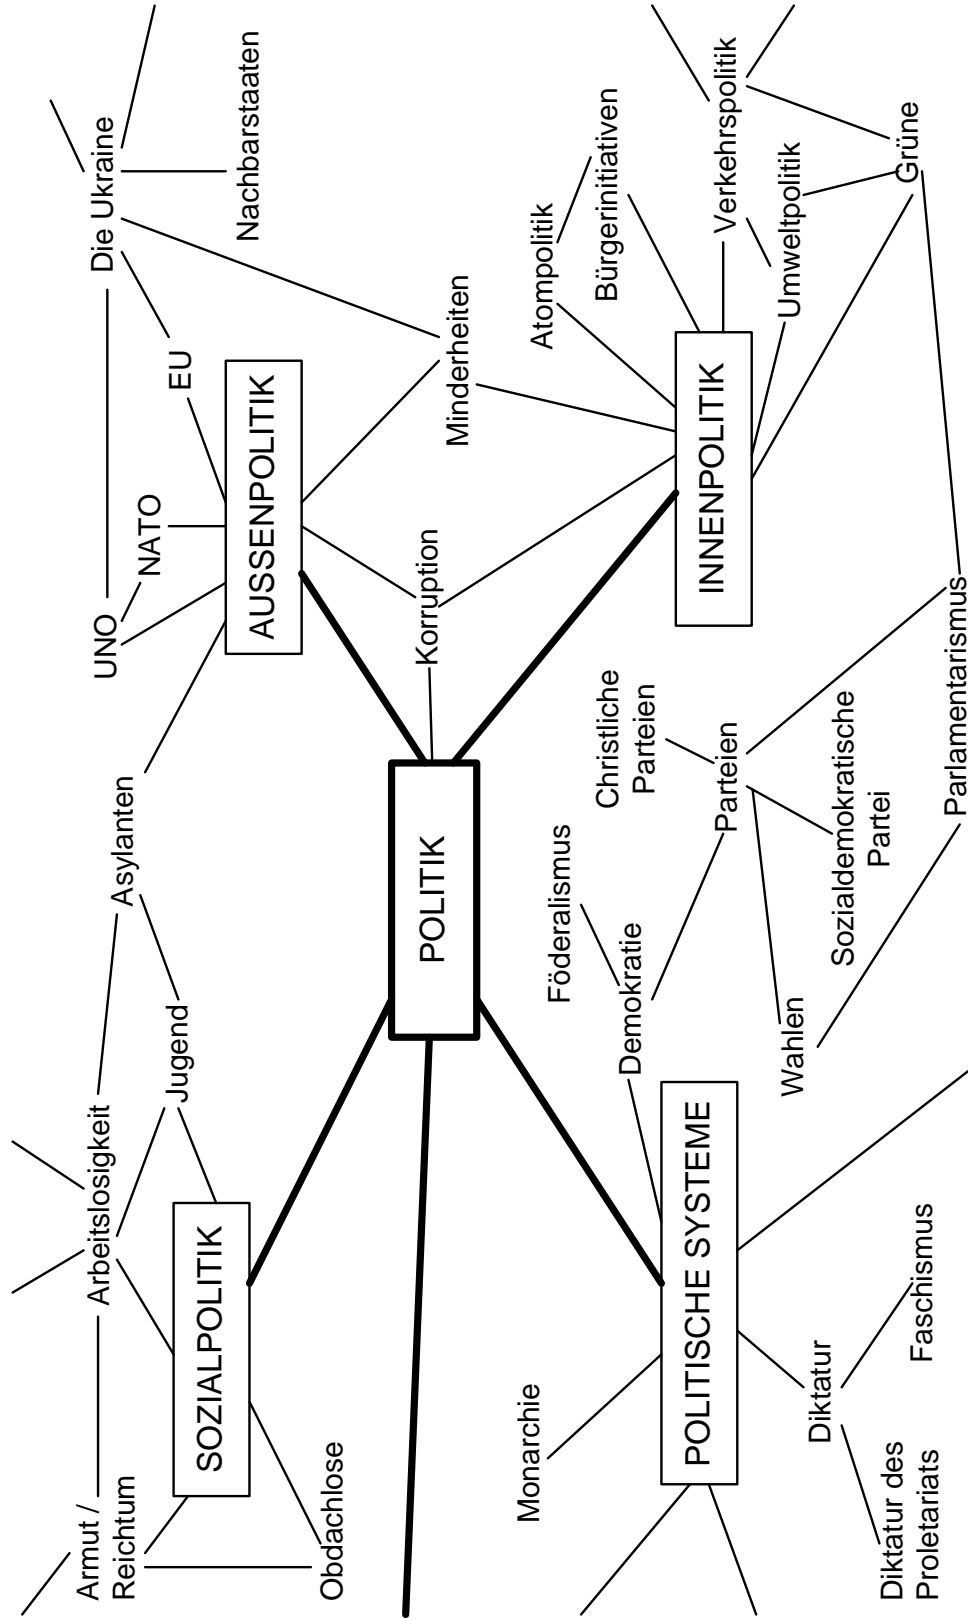 Armut /
Reichtum
Arbeitslosigkeit
Asylanten
UNO
NATO
Die Ukraine
EU
Nachbarstaaten
Jugend
SOZIALPOLITIK
AUSSENPOLITIK
Obdachlose
POLITIK
Korruption
Minderheiten
Monarchie
Föderalismus
Demokratie
Christliche
Parteien
Atompolitik
Bürgerinitiativen
POLITISCHE SYSTEME
Parteien
INNENPOLITIK
Verkehrspolitik
Umweltpolitik
Wahlen
Sozialdemokratische
Partei
Grüne
Diktatur
Diktatur des
Proletariats
Faschismus
Parlamentarismus